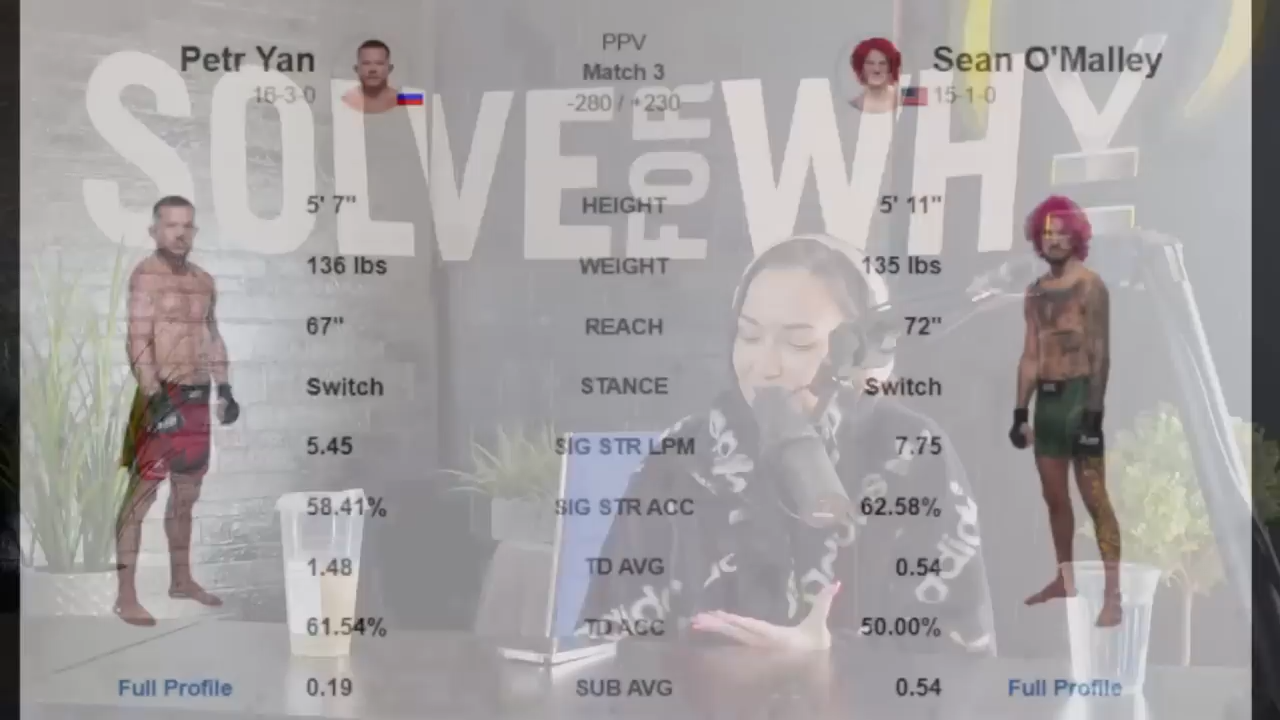 SOLVE FOR WHY
Petr Yan
16-3-0
PPV
Match 3
-280 / +230
Sean O'Malley
15-1-0
5' 7" HEIGHT 5' 11"
136 lbs WEIGHT 135 lbs
67" REACH 72"
Switch STANCE Switch
5.45 SIG STR LPM 7.75
58.41% SIG STR ACC 62.58%
1.48 TD AVG 0.54
61.54% TD ACC 50.00%
Full Profile 0.19 SUB AVG 0.54 Full Profile
adidas